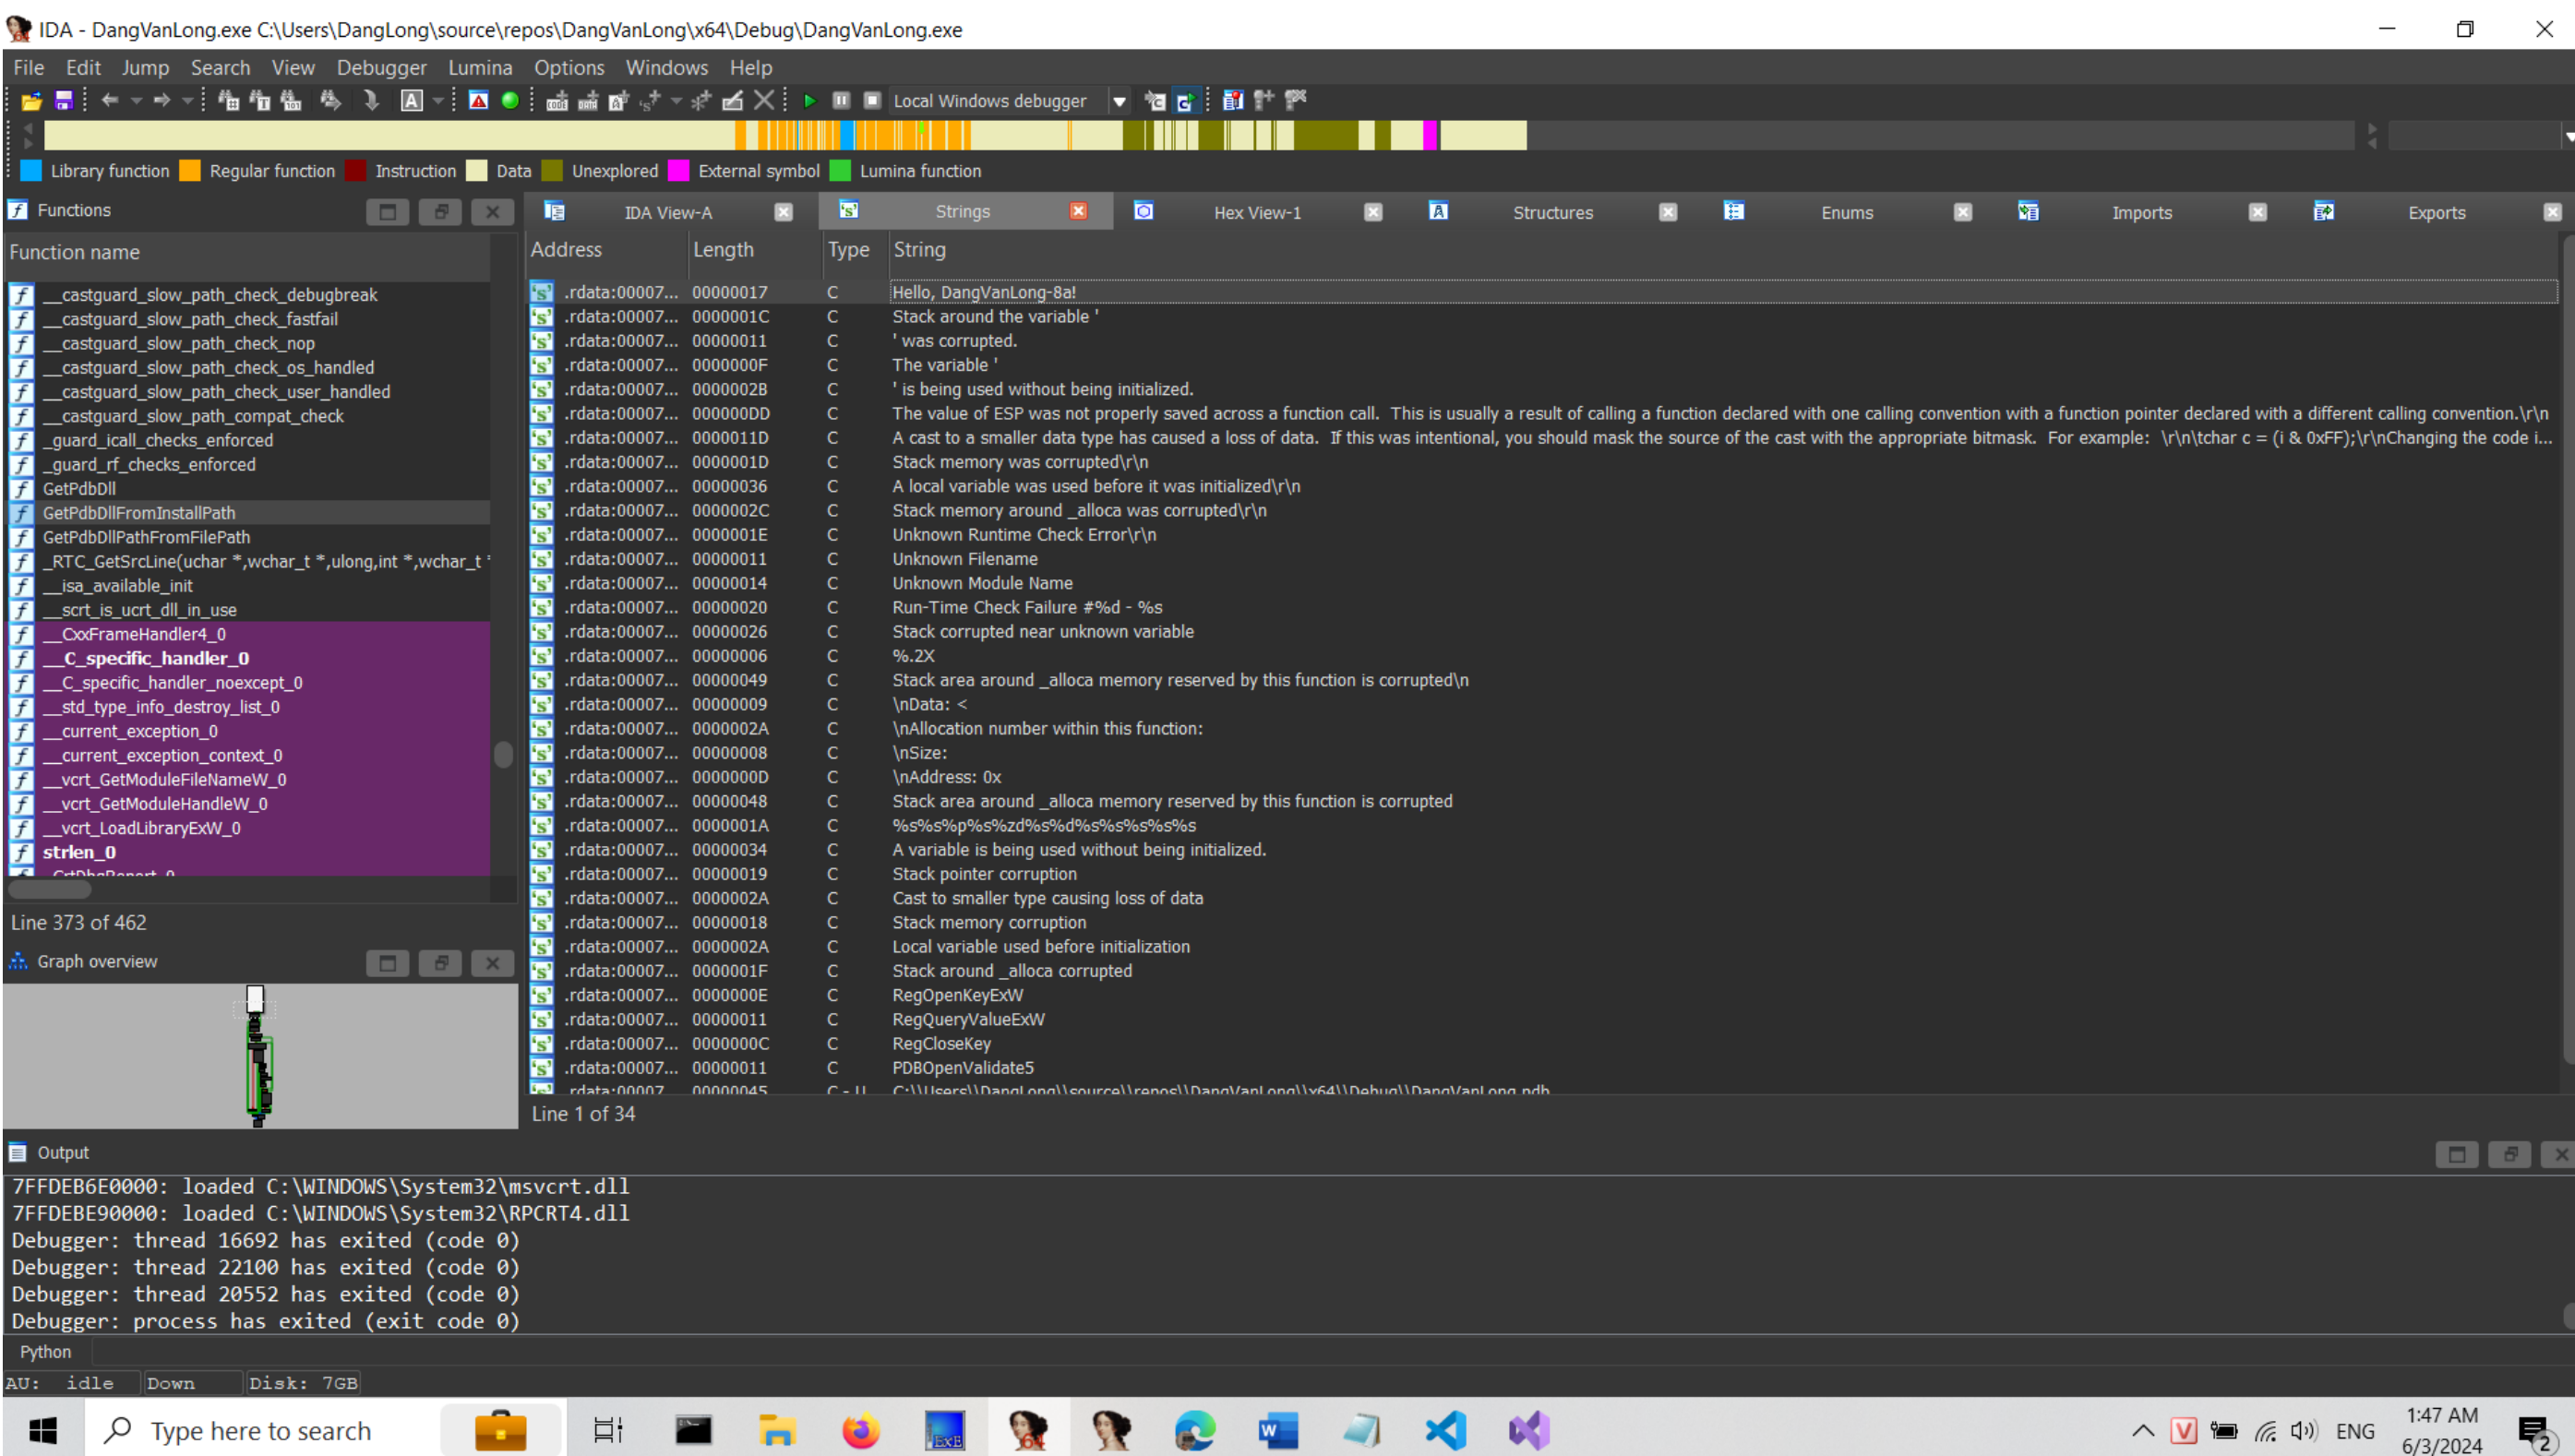 IDA - DangVanLong.exe C:\Users\DangLong\source\repos\DangVanLong\x64\Debug\DangVanLong.exe
File Edit Jump Search View Debugger Lumina Options Windows Help
Local Windows debugger
Library function Regular function Instruction Data Unexplored External symbol Lumina function
Functions
Function name
__castguard_slow_path_check_debugbreak
__castguard_slow_path_check_fastfail
__castguard_slow_path_check_nop
__castguard_slow_path_check_os_handled
__castguard_slow_path_check_user_handled
__castguard_slow_path_compat_check
_guard_icall_checks_enforced
_guard_rf_checks_enforced
GetPdbDll
GetPdbDllFromInstallPath
GetPdbDllPathFromFilePath
_RTC_GetSrcLine(uchar *,wchar_t *,ulong,int *,wchar_t *
__isa_available_init
__scrt_is_ucrt_dll_in_use
__CxxFrameHandler4_0
__C_specific_handler_0
__C_specific_handler_noexcept_0
__std_type_info_destroy_list_0
__current_exception_0
__current_exception_context_0
__vcrt_GetModuleFileNameW_0
__vcrt_GetModuleHandleW_0
__vcrt_LoadLibraryExW_0
strlen_0
Line 373 of 462
Graph overview
IDA View-A Strings Hex View-1 Structures Enums Imports Exports
Address Length Type String
.rdata:00007... 00000017 C Hello, DangVanLong-8a!
.rdata:00007... 0000001C C Stack around the variable '
.rdata:00007... 00000011 C ' was corrupted.
.rdata:00007... 0000000F C The variable '
.rdata:00007... 0000002B C ' is being used without being initialized.
.rdata:00007... 000000DD C The value of ESP was not properly saved across a function call.  This is usually a result of calling a function declared with one calling convention with a function pointer declared with a different calling convention.\r\n
.rdata:00007... 0000011D C A cast to a smaller data type has caused a loss of data.  If this was intentional, you should mask the source of the cast with the appropriate bitmask.  For example:  \r\n\tchar c = (i & 0xFF);\r\nChanging the code i...
.rdata:00007... 0000001D C Stack memory was corrupted\r\n
.rdata:00007... 00000036 C A local variable was used before it was initialized\r\n
.rdata:00007... 0000002C C Stack memory around _alloca was corrupted\r\n
.rdata:00007... 0000001E C Unknown Runtime Check Error\r\n
.rdata:00007... 00000011 C Unknown Filename
.rdata:00007... 00000014 C Unknown Module Name
.rdata:00007... 00000020 C Run-Time Check Failure #%d - %s
.rdata:00007... 00000026 C Stack corrupted near unknown variable
.rdata:00007... 00000006 C %.2X
.rdata:00007... 00000049 C Stack area around _alloca memory reserved by this function is corrupted\n
.rdata:00007... 00000009 C \nData: <
.rdata:00007... 0000002A C \nAllocation number within this function:
.rdata:00007... 00000008 C \nSize:
.rdata:00007... 0000000D C \nAddress: 0x
.rdata:00007... 00000048 C Stack area around _alloca memory reserved by this function is corrupted
.rdata:00007... 0000001A C %s%s%p%s%zd%s%d%s%s%s%s%s
.rdata:00007... 00000034 C A variable is being used without being initialized.
.rdata:00007... 00000019 C Stack pointer corruption
.rdata:00007... 0000002A C Cast to smaller type causing loss of data
.rdata:00007... 00000018 C Stack memory corruption
.rdata:00007... 0000002A C Local variable used before initialization
.rdata:00007... 0000001F C Stack around _alloca corrupted
.rdata:00007... 0000000E C RegOpenKeyExW
.rdata:00007... 00000011 C RegQueryValueExW
.rdata:00007... 0000000C C RegCloseKey
.rdata:00007... 00000011 C PDBOpenValidate5
.rdata:00007 00000045 C:\\Users\\DangLong\\source\\repos\\DangVanLong\\x64\\Debug\\DangVanLong.pdb
Line 1 of 34
Output
7FFDEB6E0000: loaded C:\WINDOWS\System32\msvcrt.dll
7FFDEBE90000: loaded C:\WINDOWS\System32\RPCRT4.dll
Debugger: thread 16692 has exited (code 0)
Debugger: thread 22100 has exited (code 0)
Debugger: thread 20552 has exited (code 0)
Debugger: process has exited (exit code 0)
Python
AU: idle Down Disk: 7GB
Type here to search
ENG
1:47 AM
6/3/2024
2